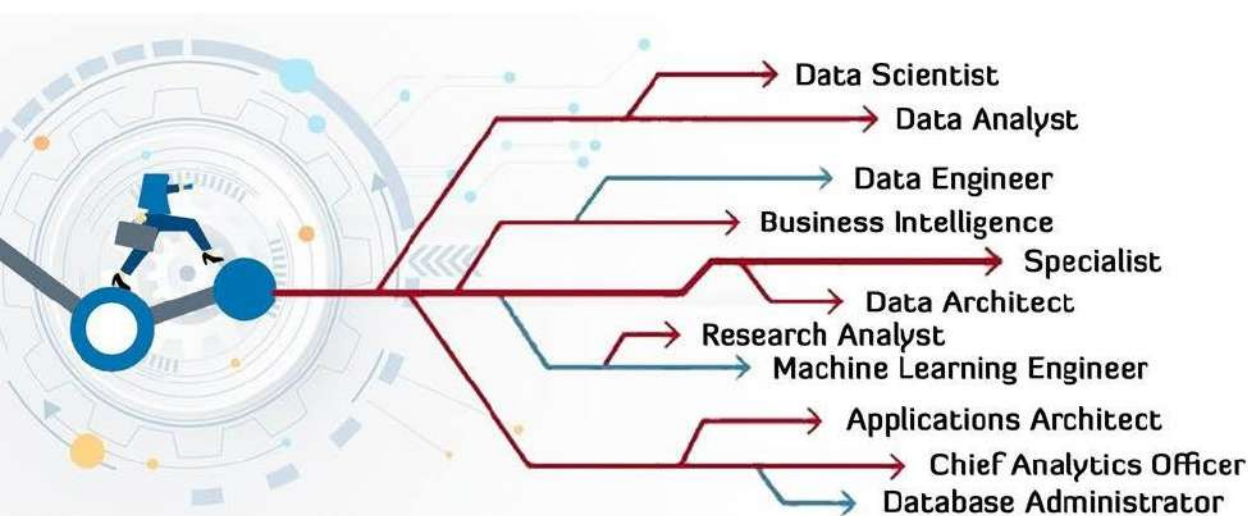 Data Scientist
Data Analyst
Data Engineer
Business Intelligence
Specialist
Data Architect
Research Analyst
Machine Learning Engineer
Applications Architect
Chief Analytics Officer
Database Administrator